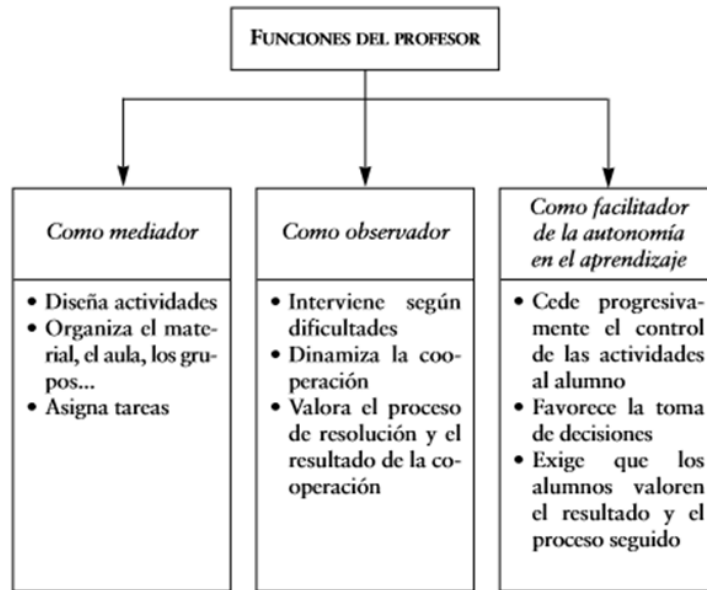 FUNCIONES DEL PROFESOR
Como mediador
• Diseña actividades
• Organiza el mate-
rial, el aula, los gru-
pos...
• Asigna tareas
Como observador
• Interviene según
dificultades
• Dinamiza la coo-
peración
• Valora el proceso
de resolución y el
resultado de la co-
operación
Como facilitador
de la autonomía
en el aprendizaje
• Cede progresiva-
mente el control
de las actividades
al alumno
• Favorece la toma
de decisiones
• Exige que los
alumnos valoren
el resultado y el
proceso seguido